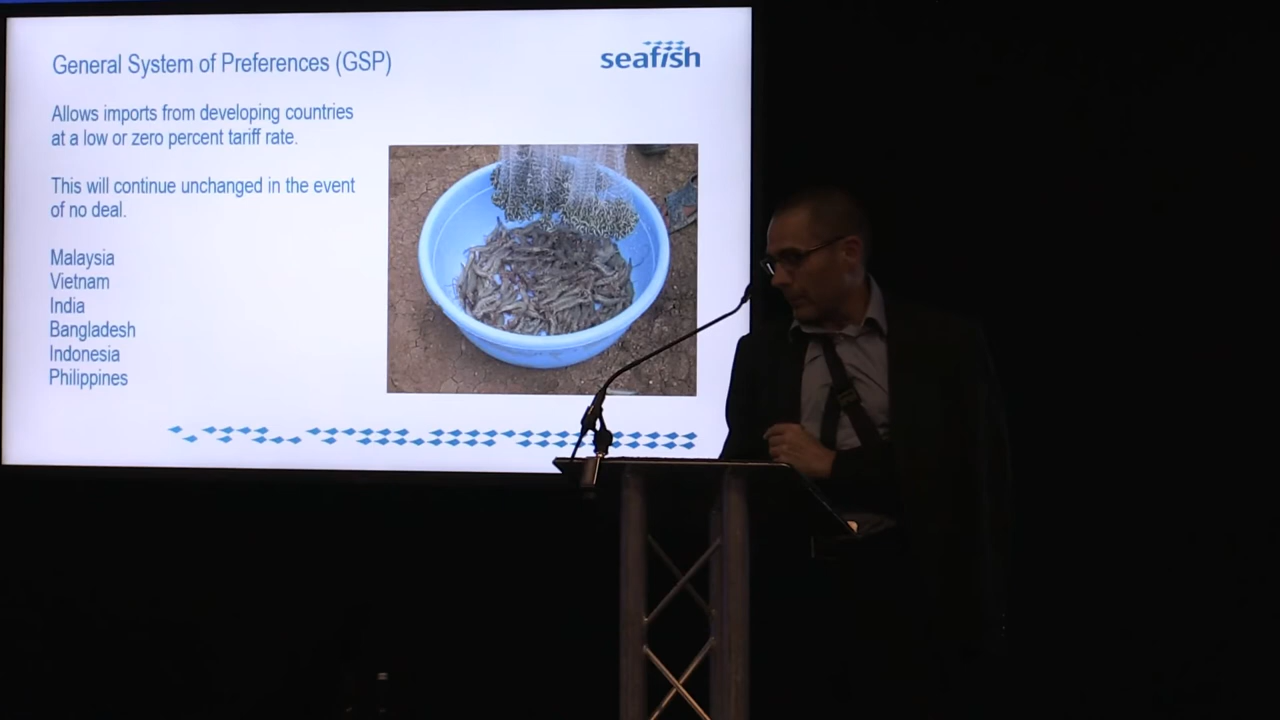 General System of Preferences (GSP)
seafish
Allows imports from developing countries
at a low or zero percent tariff rate.
This will continue unchanged in the event
of no deal.
Malaysia
Vietnam
India
Bangladesh
Indonesia
Philippines